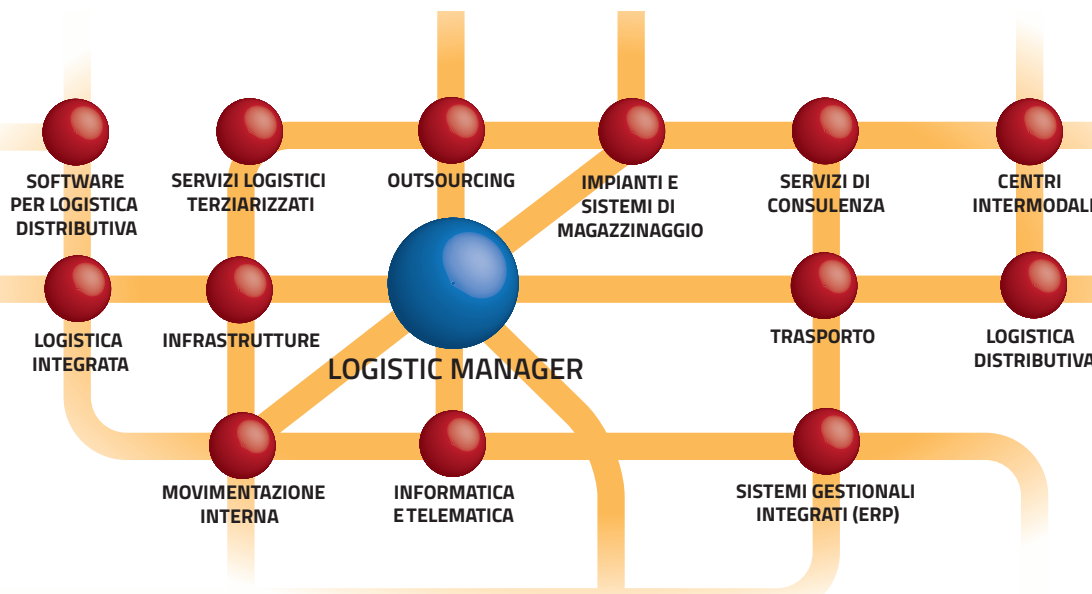 SOFTWARE
PER LOGISTICA
DISTRIBUTIVA
SERVIZI LOGISTICI
TERZIARIZZATI
OUTSOURCING
IMPIANTI E
SISTEMI DI
MAGAZZINAGGIO
SERVIZI DI
CONSULENZA
CENTRI
INTERMODALI
LOGISTICA
INTEGRATA
INFRASTRUTTURE
LOGISTIC MANAGER
TRASPORTO
LOGISTICA
DISTRIBUTIVA
MOVIMENTAZIONE
INTERNA
INFORMATICA
E TELEMATICA
SISTEMI GESTIONALI
INTEGRATI (ERP)